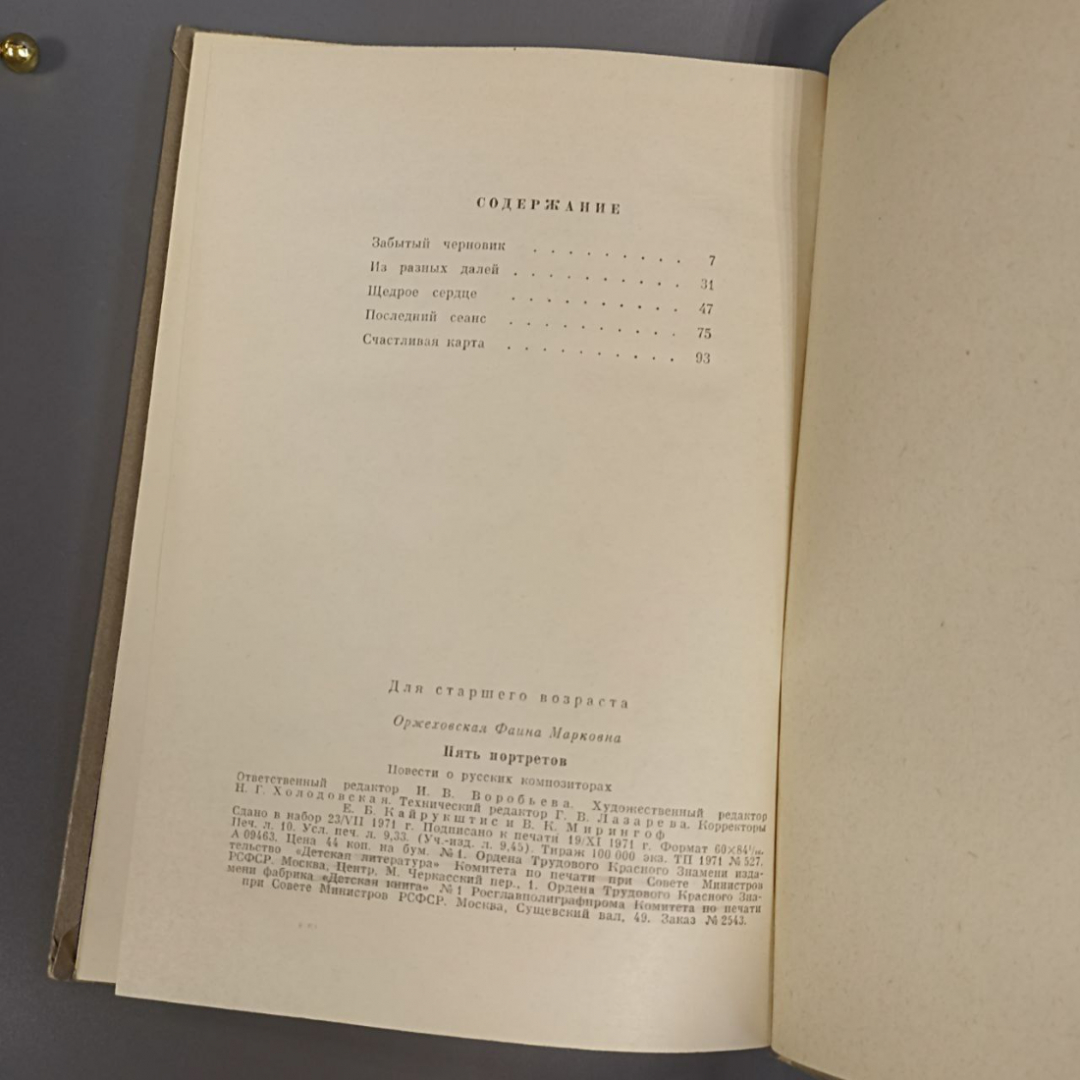 СОДЕРЖАНИЕ
Забытый черновик . . . . . . . . . 7
Из разных далей . . . . . . . . . . 31
Щедрое сердце . . . . . . . . . . 47
Последний сеанс . . . . . . . . . . 75
Счастливая карта . . . . . . . . . . 93
Для старшего возраста
Оржеховская Фаина Марковна
Пять портретов
Повести о русских композиторах
Ответственный редактор И. В. Воробьева. Художественный редактор
Н. Г. Холодовская. Технический редактор Г. В. Лазарева. Корректоры
Е. Б. Кайрукштис и В. К. Мирингоф
Сдано в набор 23/VII 1971 г. Подписано к печати 19/XI 1971 г. Формат 60×84¹/₁₆.
Печ. л. 10. Усл. печ. л. 9,33. (Уч.-изд. л. 9,45). Тираж 100 000 экз. ТП 1971 № 527.
А 09463. Цена 44 коп. на бум. № 1. Ордена Трудового Красного Знамени изда-
тельство «Детская литература» Комитета по печати при Совете Министров
РСФСР. Москва, Центр, М. Черкасский пер., 1. Ордена Трудового Красного Зна-
мени фабрика «Детская книга» № 1 Росглавполиграфпрома Комитета по печати
при Совете Министров РСФСР. Москва, Сущевский вал, 49. Заказ № 2543.